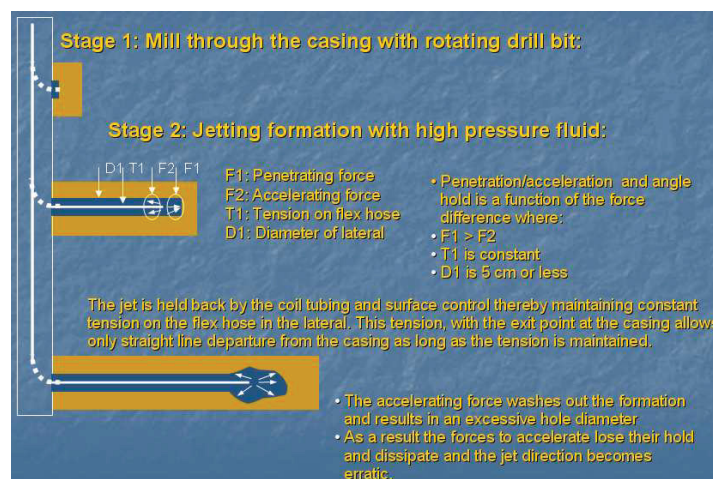 Stage 1: Mill through the casing with rotating drill bit:
Stage 2: Jetting formation with high pressure fluid:
D1 T1 F2 F1
F1: Penetrating force
F2: Accelerating force
T1: Tension on flex hose
D1: Diameter of lateral
• Penetration/acceleration and angle
hold is a function of the force
difference where:
• F1 > F2
• T1 is constant
• D1 is 5 cm or less
The jet is held back by the coil tubing and surface control thereby maintaining constant
tension on the flex hose in the lateral. This tension, with the exit point at the casing allows
only straight line departure from the casing as long as the tension is maintained.
• The accelerating force washes out the formation
and results in an excessive hole diameter
• As a result the forces to accelerate lose their hold
and dissipate and the jet direction becomes
erratic.